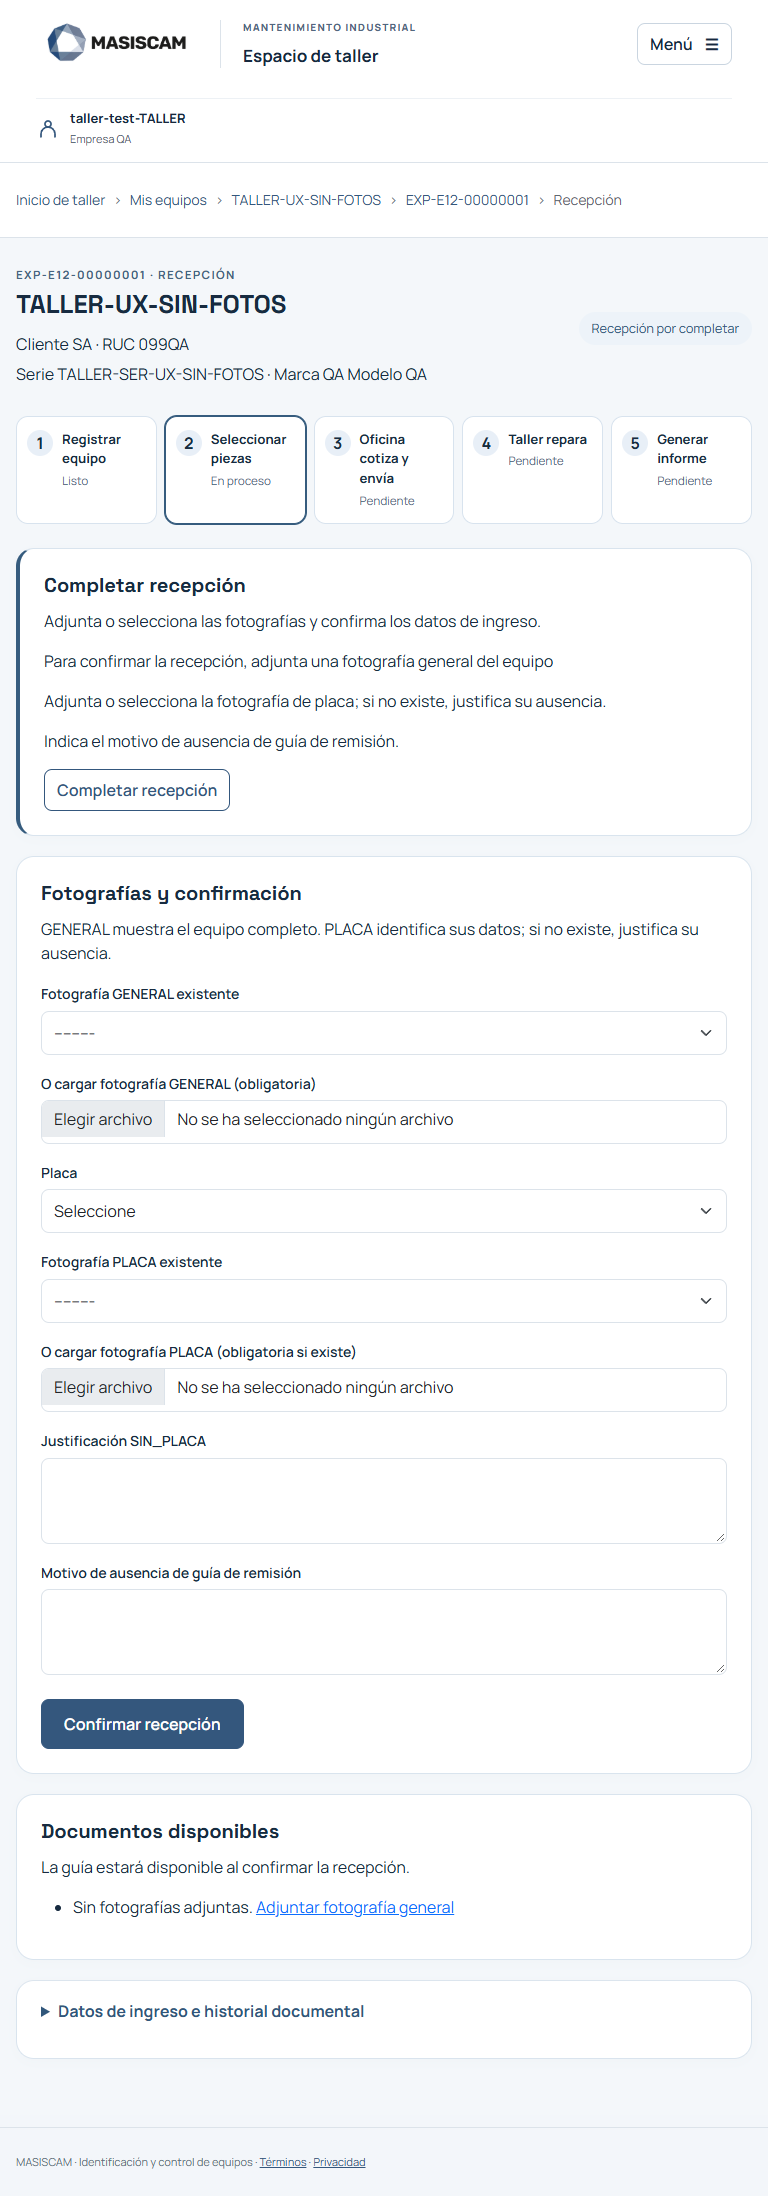 MASISCAM
MANTENIMIENTO INDUSTRIAL
Espacio de taller
Menú ☰
taller-test-TALLER
Empresa QA
Inicio de taller › Mis equipos › TALLER-UX-SIN-FOTOS › EXP-E12-00000001 › Recepción
EXP-E12-00000001 · RECEPCIÓN
TALLER-UX-SIN-FOTOS
Cliente SA · RUC 099QA
Serie TALLER-SER-UX-SIN-FOTOS · Marca QA Modelo QA
Recepción por completar
1 Registrar equipo
Listo
2 Seleccionar piezas
En proceso
3 Oficina cotiza y envía
Pendiente
4 Taller repara
Pendiente
5 Generar informe
Pendiente
Completar recepción
Adjunta o selecciona las fotografías y confirma los datos de ingreso.
Para confirmar la recepción, adjunta una fotografía general del equipo
Adjunta o selecciona la fotografía de placa; si no existe, justifica su ausencia.
Indica el motivo de ausencia de guía de remisión.
Completar recepción
Fotografías y confirmación
GENERAL muestra el equipo completo. PLACA identifica sus datos; si no existe, justifica su
ausencia.
Fotografía GENERAL existente
---------
O cargar fotografía GENERAL (obligatoria)
Elegir archivo No se ha seleccionado ningún archivo
Placa
Seleccione
Fotografía PLACA existente
---------
O cargar fotografía PLACA (obligatoria si existe)
Elegir archivo No se ha seleccionado ningún archivo
Justificación SIN_PLACA
Motivo de ausencia de guía de remisión
Confirmar recepción
Documentos disponibles
La guía estará disponible al confirmar la recepción.
• Sin fotografías adjuntas. Adjuntar fotografía general
▶ Datos de ingreso e historial documental
MASISCAM · Identificación y control de equipos · Términos · Privacidad